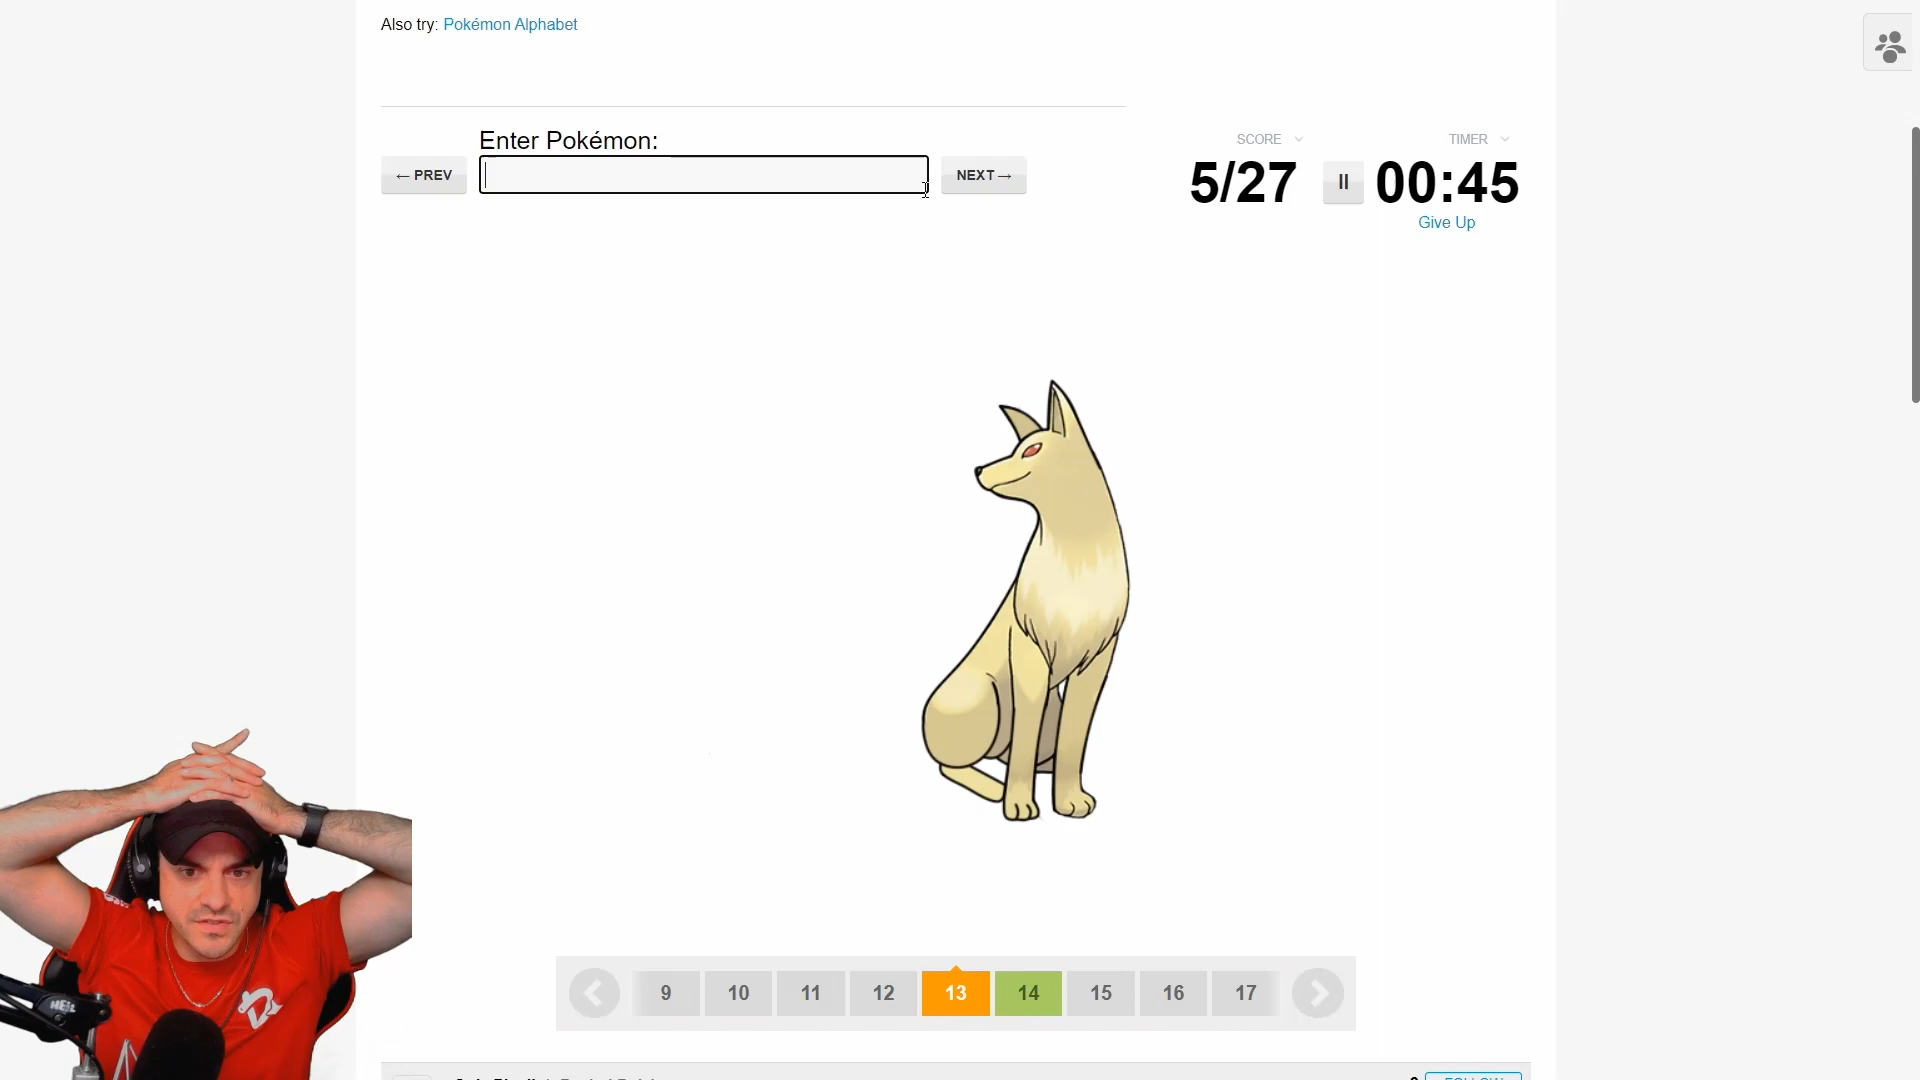 Also try: Pokémon Alphabet
Enter Pokémon:
← PREV
NEXT→
SCORE
5/27
TIMER
00:45
Give Up
HEIL
9
10
11
12
13
14
15
16
17